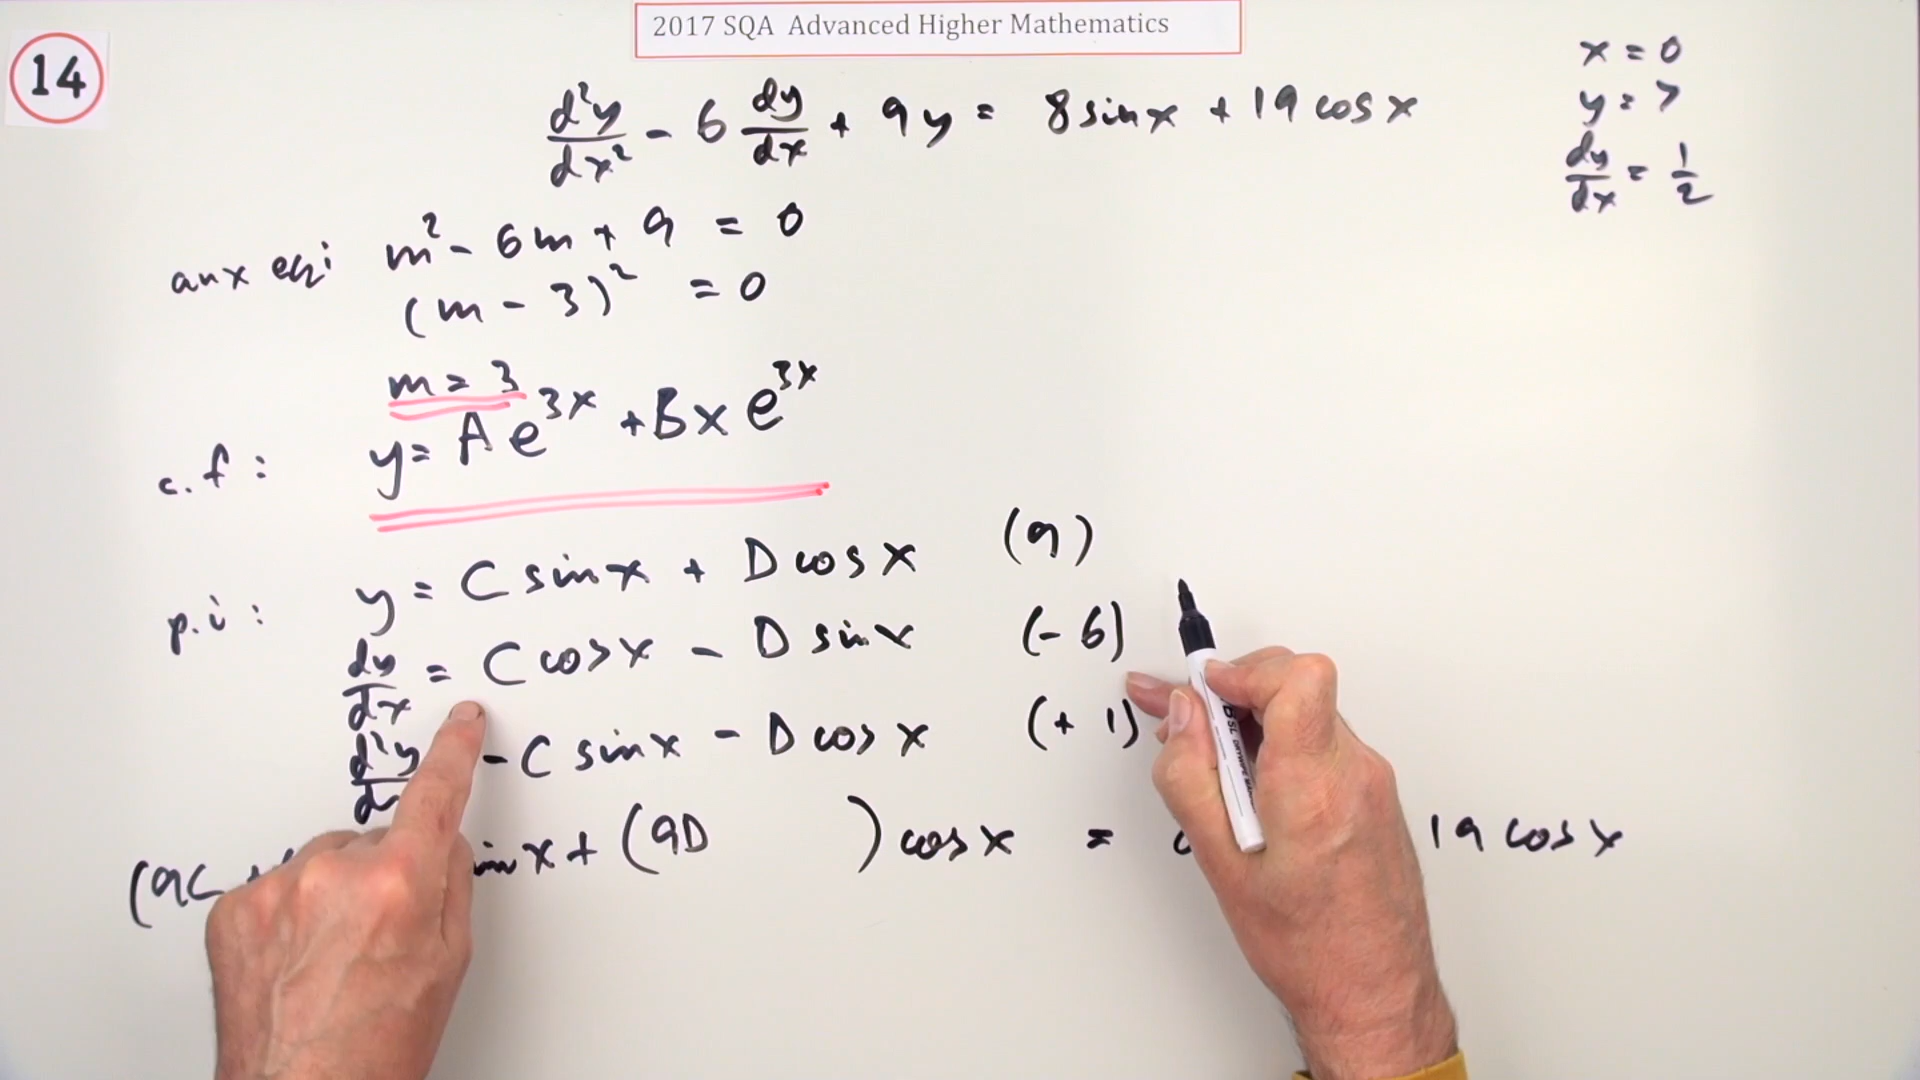 2017 SQA Advanced Higher Mathematics
14
x = 0
y = 7
dy/dx = 1/2
d²y/dx² - 6 dy/dx + 9y = 8 sin x + 19 cos x
aux eq: m² - 6m + 9 = 0
(m - 3)² = 0
m = 3
c.f : y = Ae^3x + Bxe^3x
p.i : y = C sin x + D cos x (9)
dy/dx = C cos x - D sin x (- 6)
d²y - C sin x - D cos x (+ 1)
(9C + x + (9D ) cos x = 19 cos x